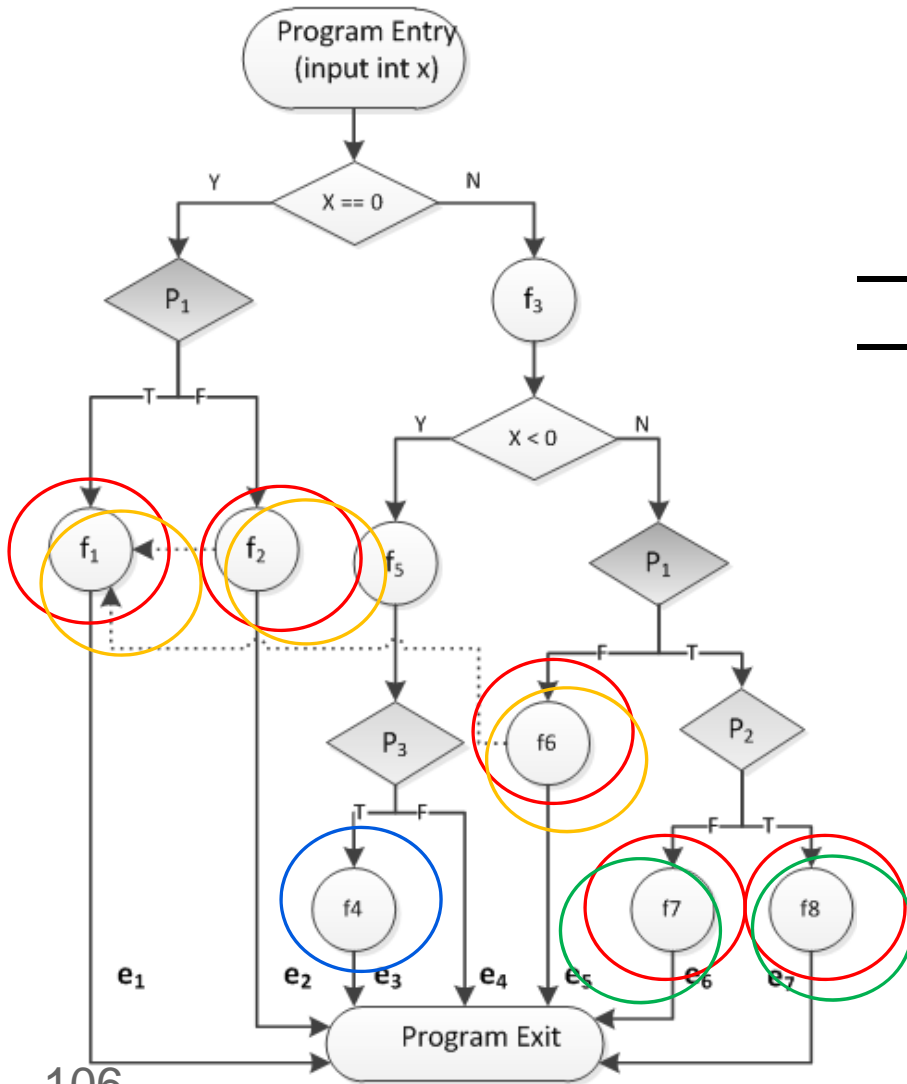 Program Entry
(input int x)
Y
N
X == 0
P₁
f₃
T
F
Y
N
X < 0
f₁
f₂
f₅
P₁
F
T
P₃
f6
P₂
T
F
F
T
f4
f7
f8
e₁
e₂
e₃
e₄
e₅
e₆
e₇
Program Exit
106